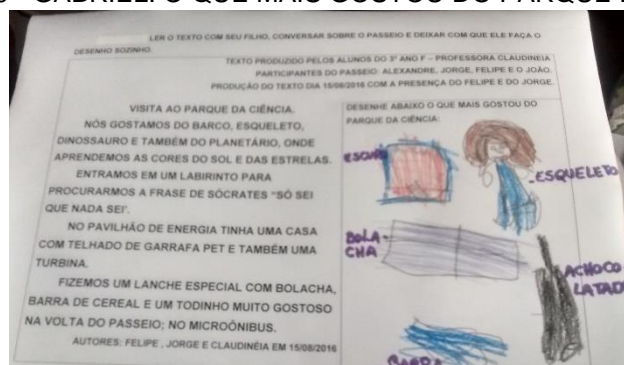 GABRIEL: O QUE MAIS GOSTOU DO PARQUE
LER O TEXTO COM SEU FILHO, CONVERSAR SOBRE O PASSEIO E DEIXAR COM QUE ELE FAÇA O
DESENHO SOZINHO.
TEXTO PRODUZIDO PELOS ALUNOS DO 3º ANO F – PROFESSORA CLAUDINEIA
PARTICIPANTES DO PASSEIO: ALEXANDRE, JORGE, FELIPE E O JOÃO.
PRODUÇÃO DO TEXTO DIA 15/08/2016 COM A PRESENÇA DO FELIPE E DO JORGE.
VISITA AO PARQUE DA CIÊNCIA.
NÓS GOSTAMOS DO BARCO, ESQUELETO,
DINOSSAURO E TAMBÉM DO PLANETÁRIO, ONDE
APRENDEMOS AS CORES DO SOL E DAS ESTRELAS.
ENTRAMOS EM UM LABIRINTO PARA
PROCURARMOS A FRASE DE SÓCRATES “SÓ SEI
QUE NADA SEI’.
NO PAVILHÃO DE ENERGIA TINHA UMA CASA
COM TELHADO DE GARRAFA PET E TAMBÉM UMA
TURBINA.
FIZEMOS UM LANCHE ESPECIAL COM BOLACHA,
BARRA DE CEREAL E UM TODINHO MUITO GOSTOSO
NA VOLTA DO PASSEIO; NO MICROÔNIBUS.
AUTORES: FELIPE , JORGE E CLAUDINÉIA EM 15/08/2016
DESENHE ABAIXO O QUE MAIS GOSTOU DO
PARQUE DA CIÊNCIA:
ESQUELETO
BOLA-
CHA
ACHOCO
LATAD
BARRA